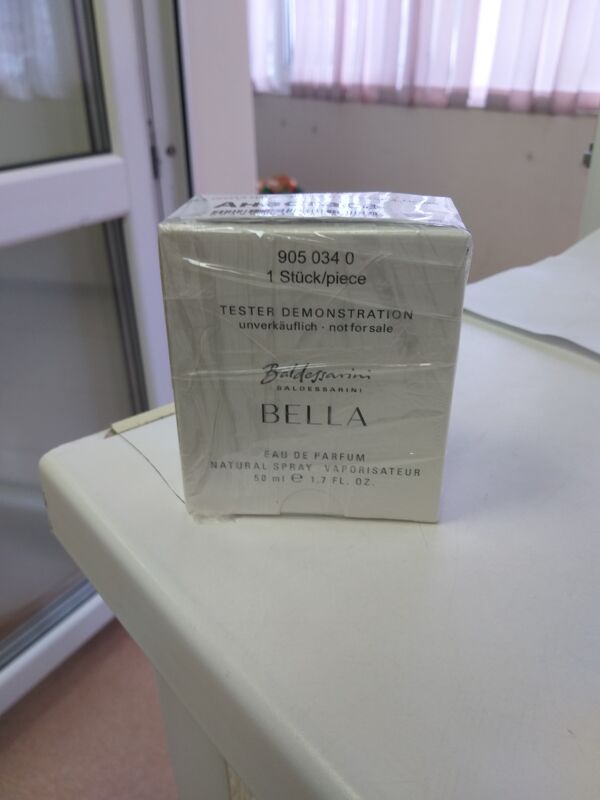 905 034 0
1 Stück/piece
TESTER DEMONSTRATION
unverkäuflich · not for sale
Baldessarini
BALDESSARINI
BELLA
EAU DE PARFUM
NATURAL SPRAY VAPORISATEUR
50 ml ℮ 1.7 FL. OZ.